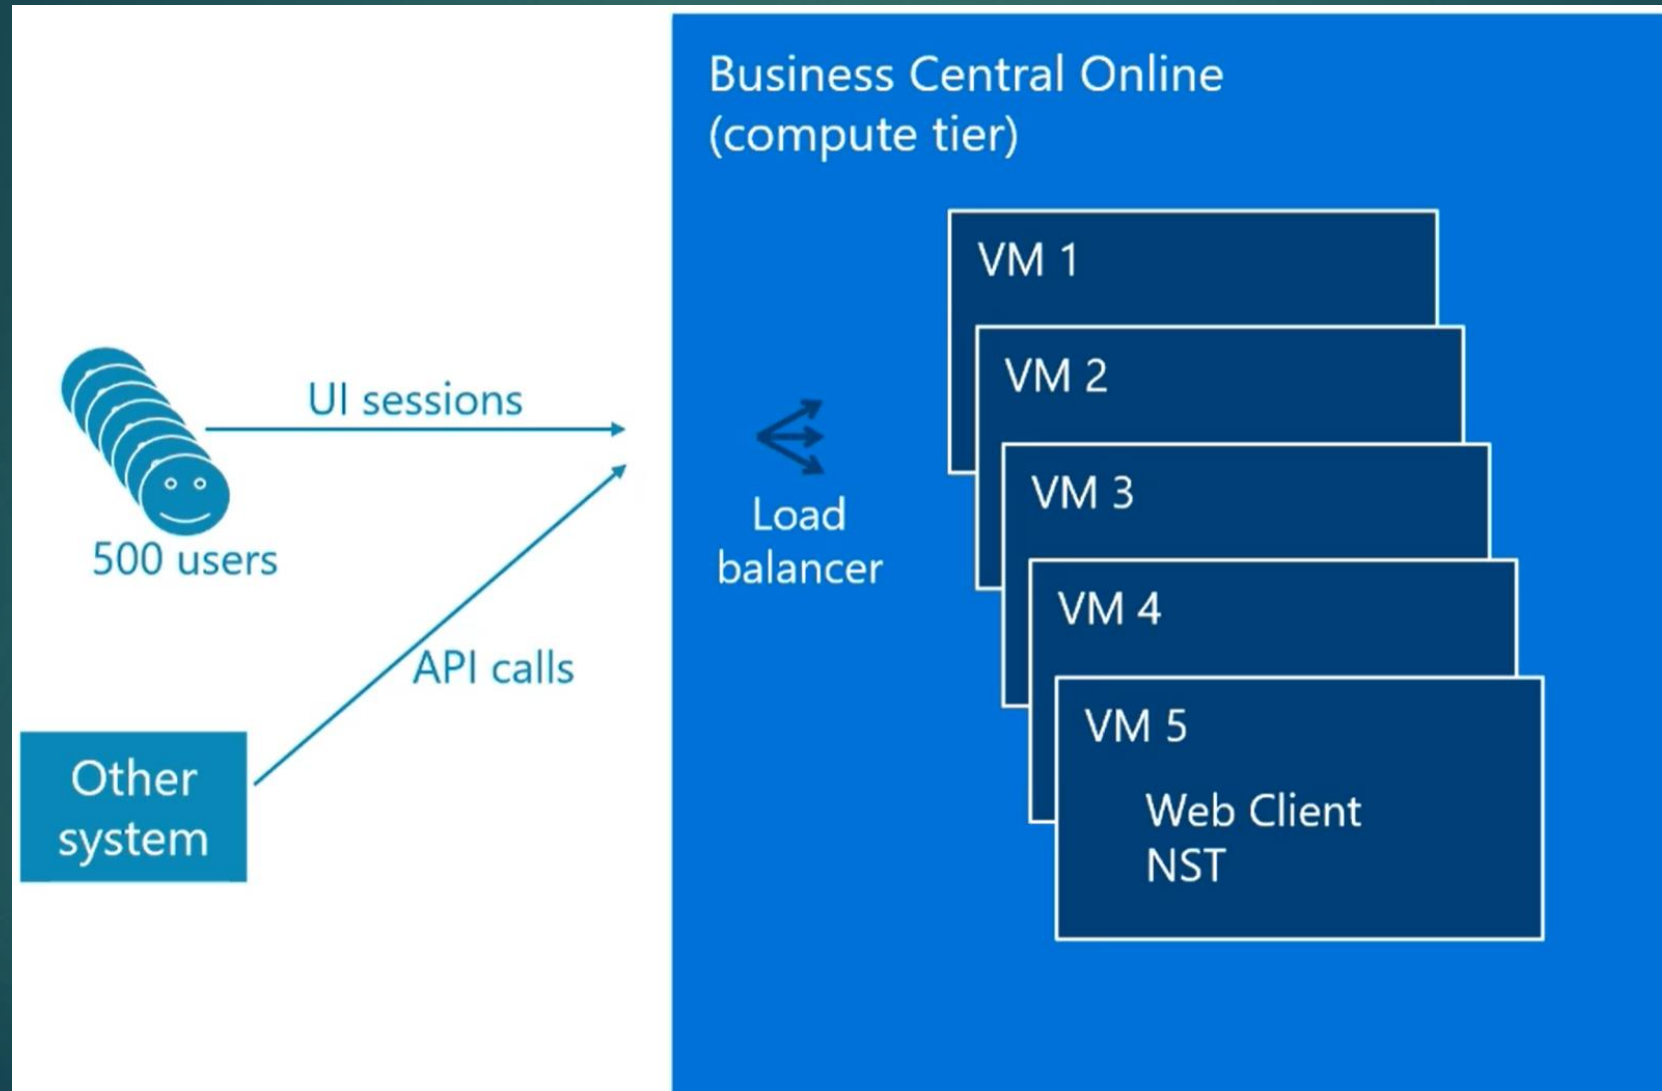 Business Central Online
(compute tier)
VM 1
VM 2
VM 3
VM 4
VM 5
Web Client
NST
Load
balancer
UI sessions
500 users
API calls
Other
system